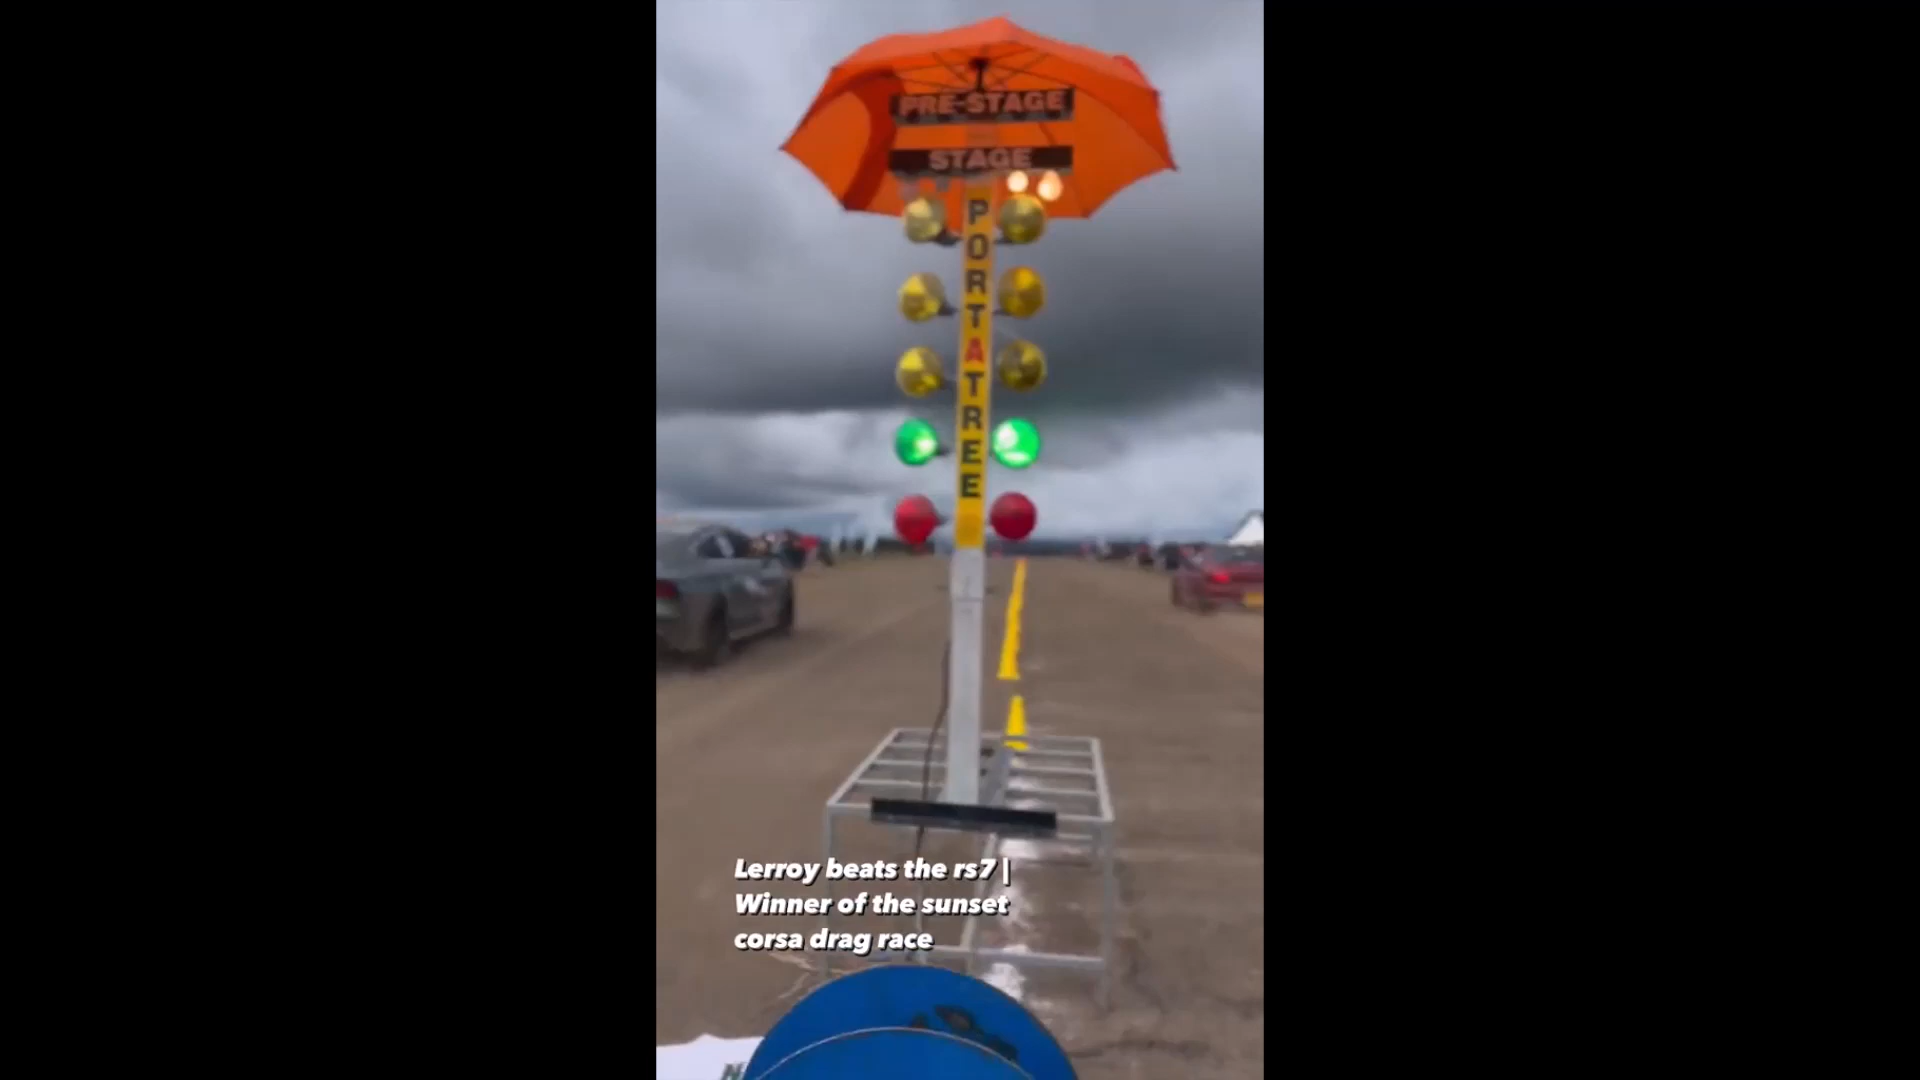 PRE-STAGE
STAGE
PORTATREE
Lerroy beats the rs7 |
Winner of the sunset
corsa drag race